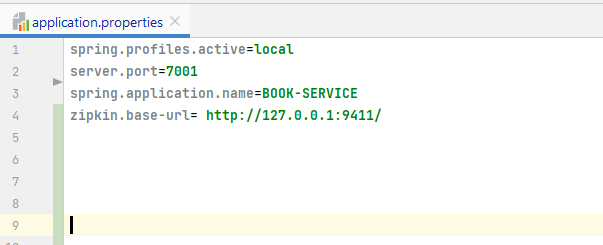 application.properties
1 spring.profiles.active=local
2 server.port=7001
3 spring.application.name=BOOK-SERVICE
4 zipkin.base-url= http://127.0.0.1:9411/
5
6
7
8
9